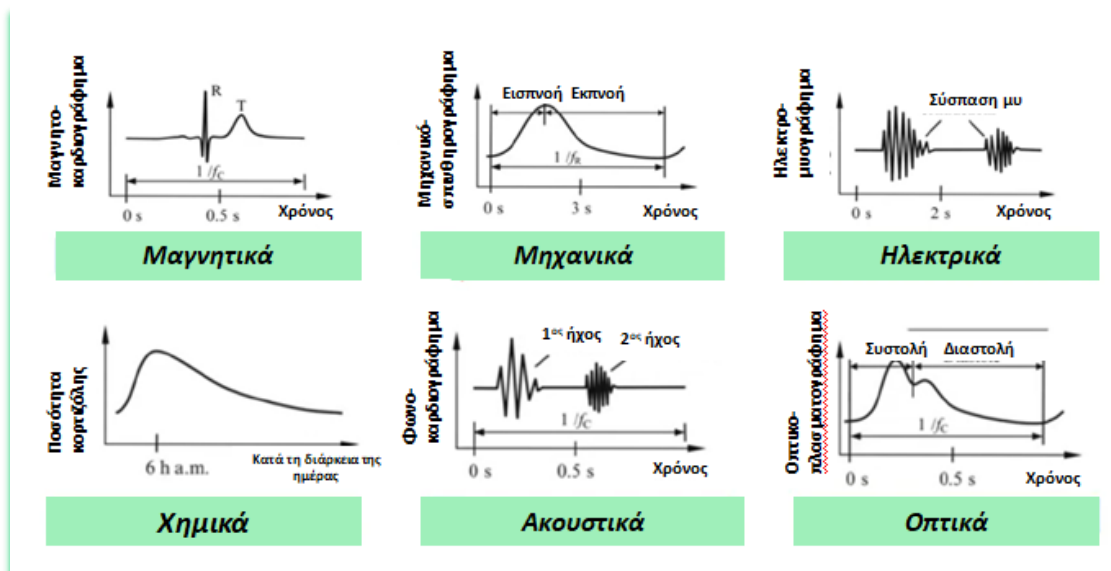 Μαγνητο-
καρδιογράφημα
R
T
1/fC
0 s
0.5 s
Χρόνος
Μαγνητικά
Μηχανικό-
σπιθηρογράφημα
Εισπνοή Εκπνοή
1/fR
0 s
3 s
Χρόνος
Μηχανικά
Ηλεκτρο-
μυογράφημα
Σύσπαση μυ
0 s
2 s
Χρόνος
Ηλεκτρικά
Ποσότητα
κορτιζόλης
6 h a.m.
Κατά τη διάρκεια της
ημέρας
Χημικά
Φωνο-
καρδιογράφημα
1ος ήχος
2ος ήχος
1/fC
0 s
0.5 s
Χρόνος
Ακουστικά
Οπτικο-
πλασματογράφημα
Συστολή Διαστολή
1/fC
0 s
0.5 s
Χρόνος
Οπτικά